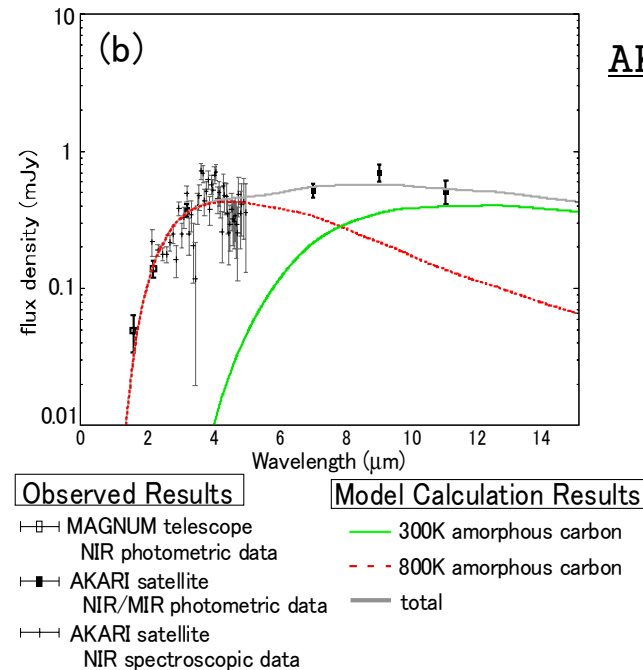 10
(b)
1
0.1
0.01
flux density (mJy)
0 2 4 6 8 10 12 14
Wavelength (μm)
Observed Results
MAGNUM telescope
NIR photometric data
AKARI satellite
NIR/MIR photometric data
AKARI satellite
NIR spectroscopic data
Model Calculation Results
300K amorphous carbon
800K amorphous carbon
total